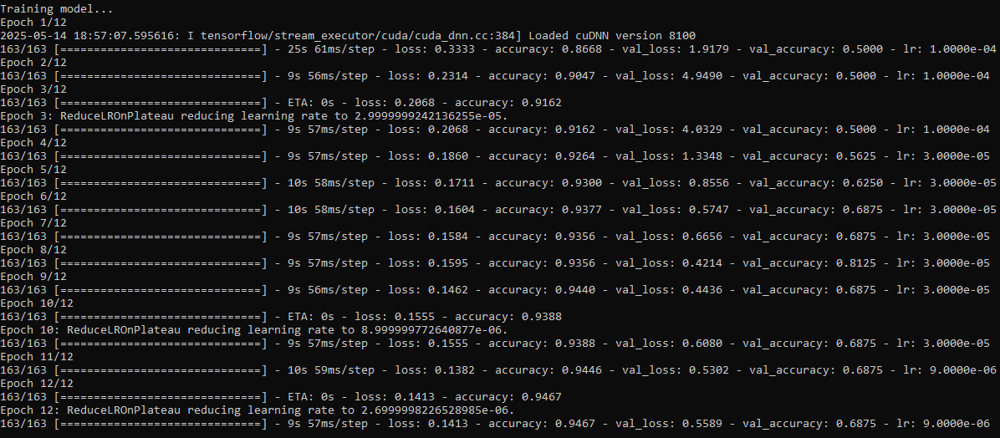 Training model...
Epoch 1/12
2025-05-14 18:57:07.595616: I tensorflow/stream_executor/cuda/cuda_dnn.cc:384] Loaded cuDNN version 8100
163/163 [==============================] - 25s 61ms/step - loss: 0.3333 - accuracy: 0.8668 - val_loss: 1.9179 - val_accuracy: 0.5000 - lr: 1.0000e-04
Epoch 2/12
163/163 [==============================] - 9s 56ms/step - loss: 0.2314 - accuracy: 0.9047 - val_loss: 4.9490 - val_accuracy: 0.5000 - lr: 1.0000e-04
Epoch 3/12
163/163 [==============================] - ETA: 0s - loss: 0.2068 - accuracy: 0.9162
Epoch 3: ReduceLROnPlateau reducing learning rate to 2.9999999242136255e-05.
163/163 [==============================] - 9s 57ms/step - loss: 0.2068 - accuracy: 0.9162 - val_loss: 4.0329 - val_accuracy: 0.5000 - lr: 1.0000e-04
Epoch 4/12
163/163 [==============================] - 9s 57ms/step - loss: 0.1860 - accuracy: 0.9264 - val_loss: 1.3348 - val_accuracy: 0.5625 - lr: 3.0000e-05
Epoch 5/12
163/163 [==============================] - 10s 58ms/step - loss: 0.1711 - accuracy: 0.9300 - val_loss: 0.8556 - val_accuracy: 0.6250 - lr: 3.0000e-05
Epoch 6/12
163/163 [==============================] - 10s 58ms/step - loss: 0.1604 - accuracy: 0.9377 - val_loss: 0.5747 - val_accuracy: 0.6875 - lr: 3.0000e-05
Epoch 7/12
163/163 [==============================] - 9s 57ms/step - loss: 0.1584 - accuracy: 0.9356 - val_loss: 0.6656 - val_accuracy: 0.6875 - lr: 3.0000e-05
Epoch 8/12
163/163 [==============================] - 9s 57ms/step - loss: 0.1595 - accuracy: 0.9356 - val_loss: 0.4214 - val_accuracy: 0.8125 - lr: 3.0000e-05
Epoch 9/12
163/163 [==============================] - 9s 56ms/step - loss: 0.1462 - accuracy: 0.9440 - val_loss: 0.4436 - val_accuracy: 0.6875 - lr: 3.0000e-05
Epoch 10/12
163/163 [==============================] - ETA: 0s - loss: 0.1555 - accuracy: 0.9388
Epoch 10: ReduceLROnPlateau reducing learning rate to 8.999999772640877e-06.
163/163 [==============================] - 9s 57ms/step - loss: 0.1555 - accuracy: 0.9388 - val_loss: 0.6080 - val_accuracy: 0.6875 - lr: 3.0000e-05
Epoch 11/12
163/163 [==============================] - 10s 59ms/step - loss: 0.1382 - accuracy: 0.9446 - val_loss: 0.5302 - val_accuracy: 0.6875 - lr: 9.0000e-06
Epoch 12/12
163/163 [==============================] - ETA: 0s - loss: 0.1413 - accuracy: 0.9467
Epoch 12: ReduceLROnPlateau reducing learning rate to 2.6999998226528985e-06.
163/163 [==============================] - 9s 57ms/step - loss: 0.1413 - accuracy: 0.9467 - val_loss: 0.5589 - val_accuracy: 0.6875 - lr: 9.0000e-06